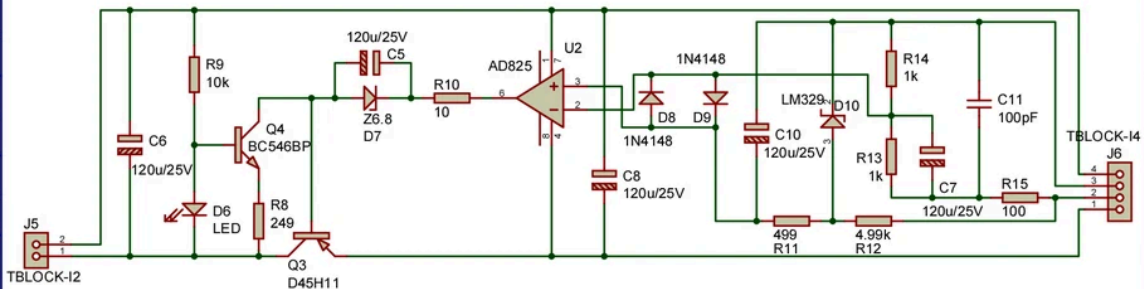 J5
2
1
TBLOCK-I2
C6
120u/25V
R9
10k
D6
LED
Q4
BC546BP
R8
249
Q3
D45H11
120u/25V
C5
Z6.8
D7
R10
10
AD825
U2
6
1
7
3
2
8
4
C8
120u/25V
1N4148
D8
D9
1N4148
C10
120u/25V
LM329
2
D10
3
499
R11
4.99k
R12
R14
1k
R13
1k
C7
120u/25V
C11
100pF
R15
100
TBLOCK-I4
J6
4
3
2
1